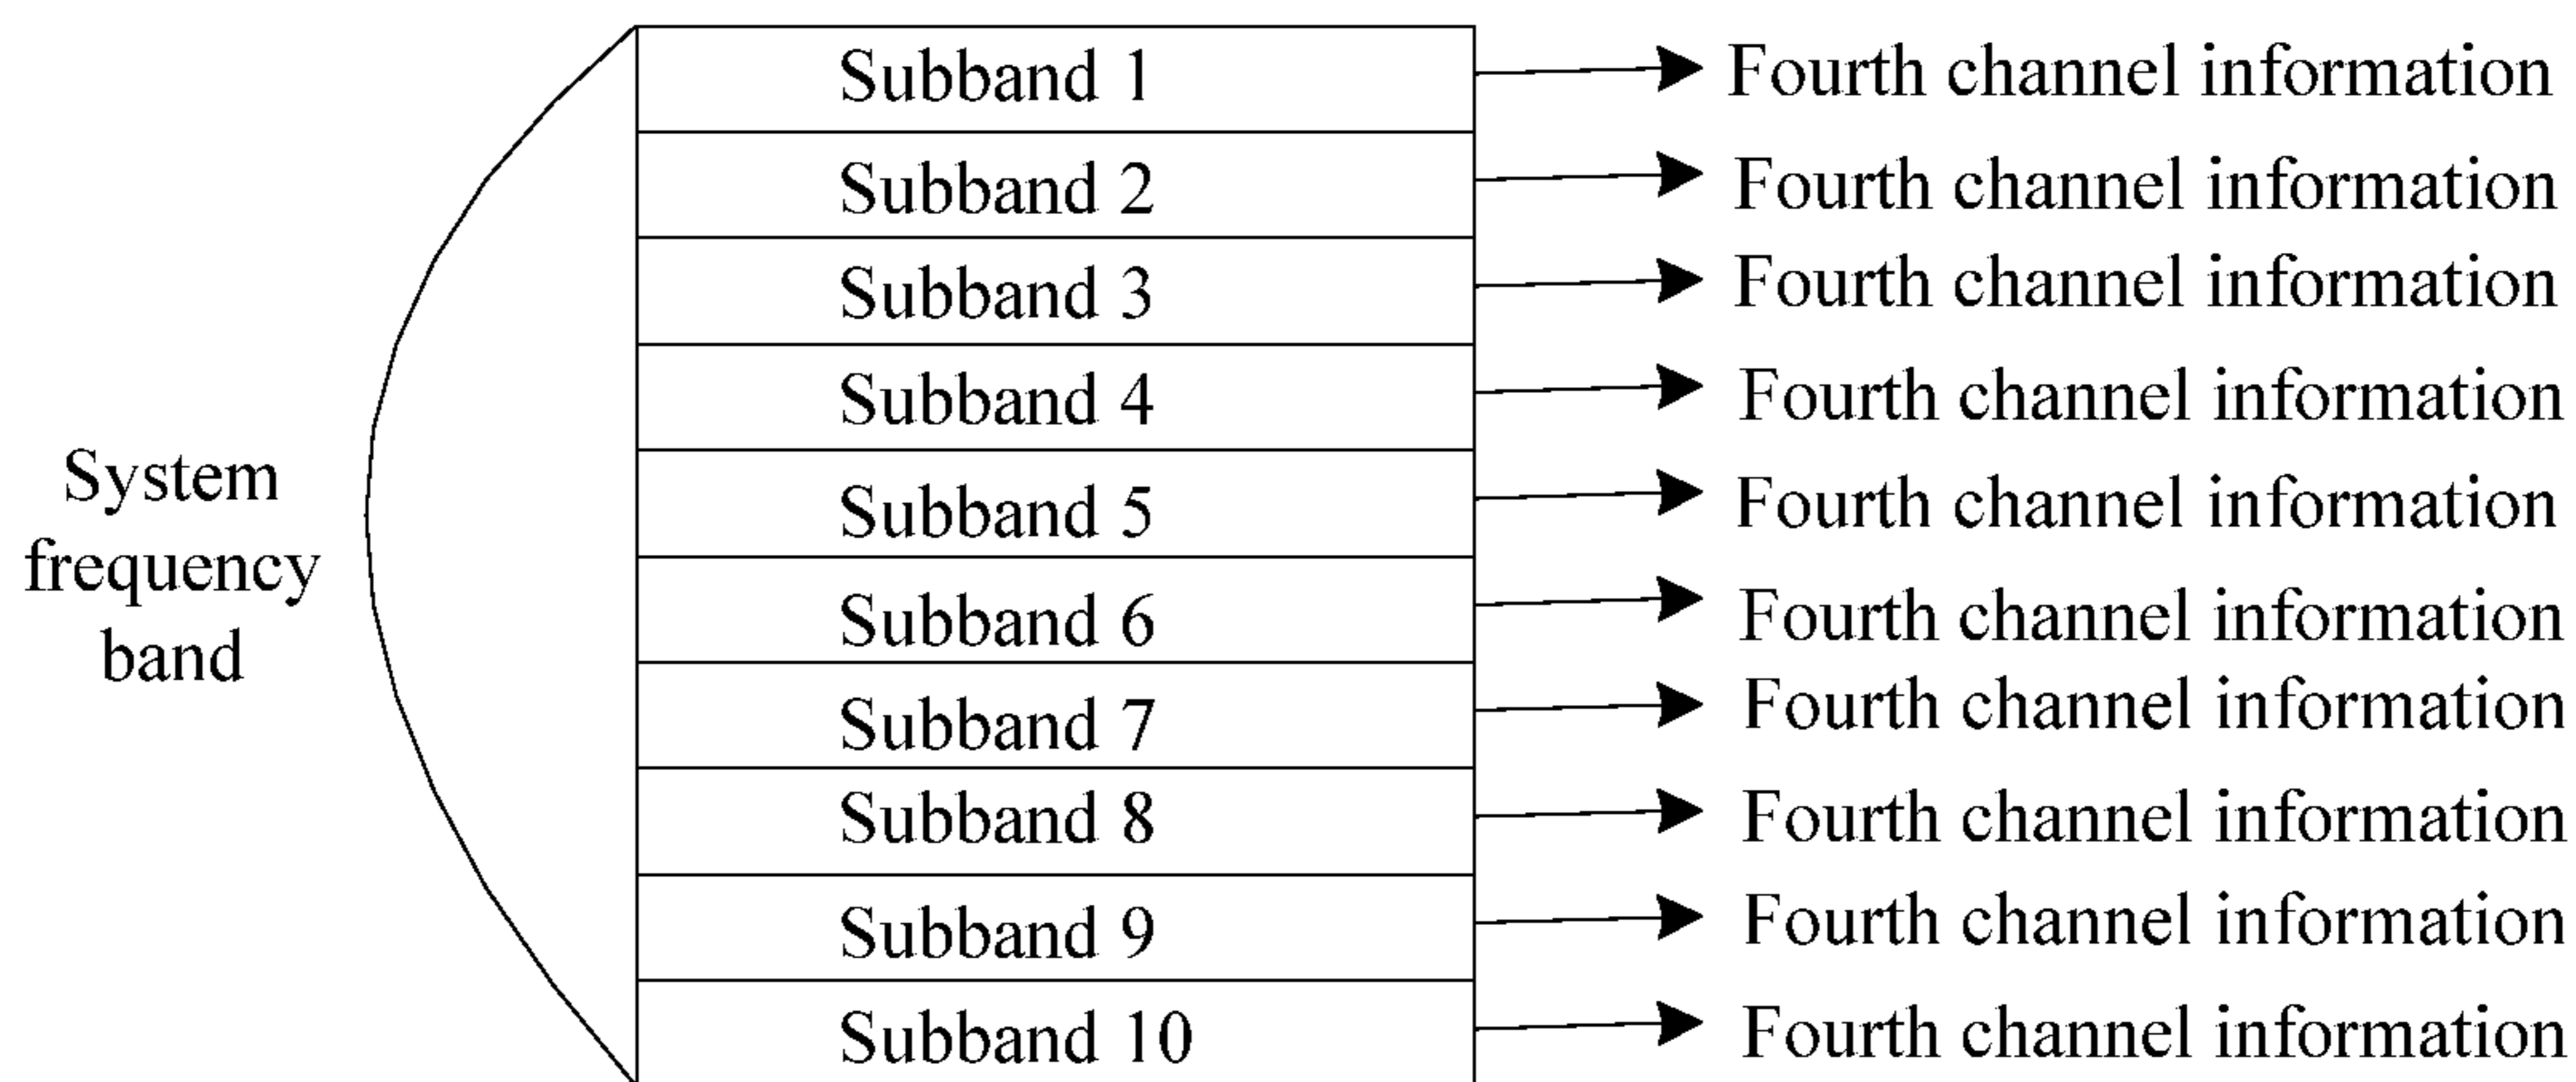 System
frequency
band
Subband 1
Fourth channel information
Subband 2
Fourth channel information
Subband 3
Fourth channel information
Subband 4
Fourth channel information
Subband 5
Fourth channel information
Subband 6
Fourth channel information
Subband 7
Fourth channel information
Subband 8
Fourth channel information
Subband 9
Fourth channel information
Subband 10
Fourth channel information